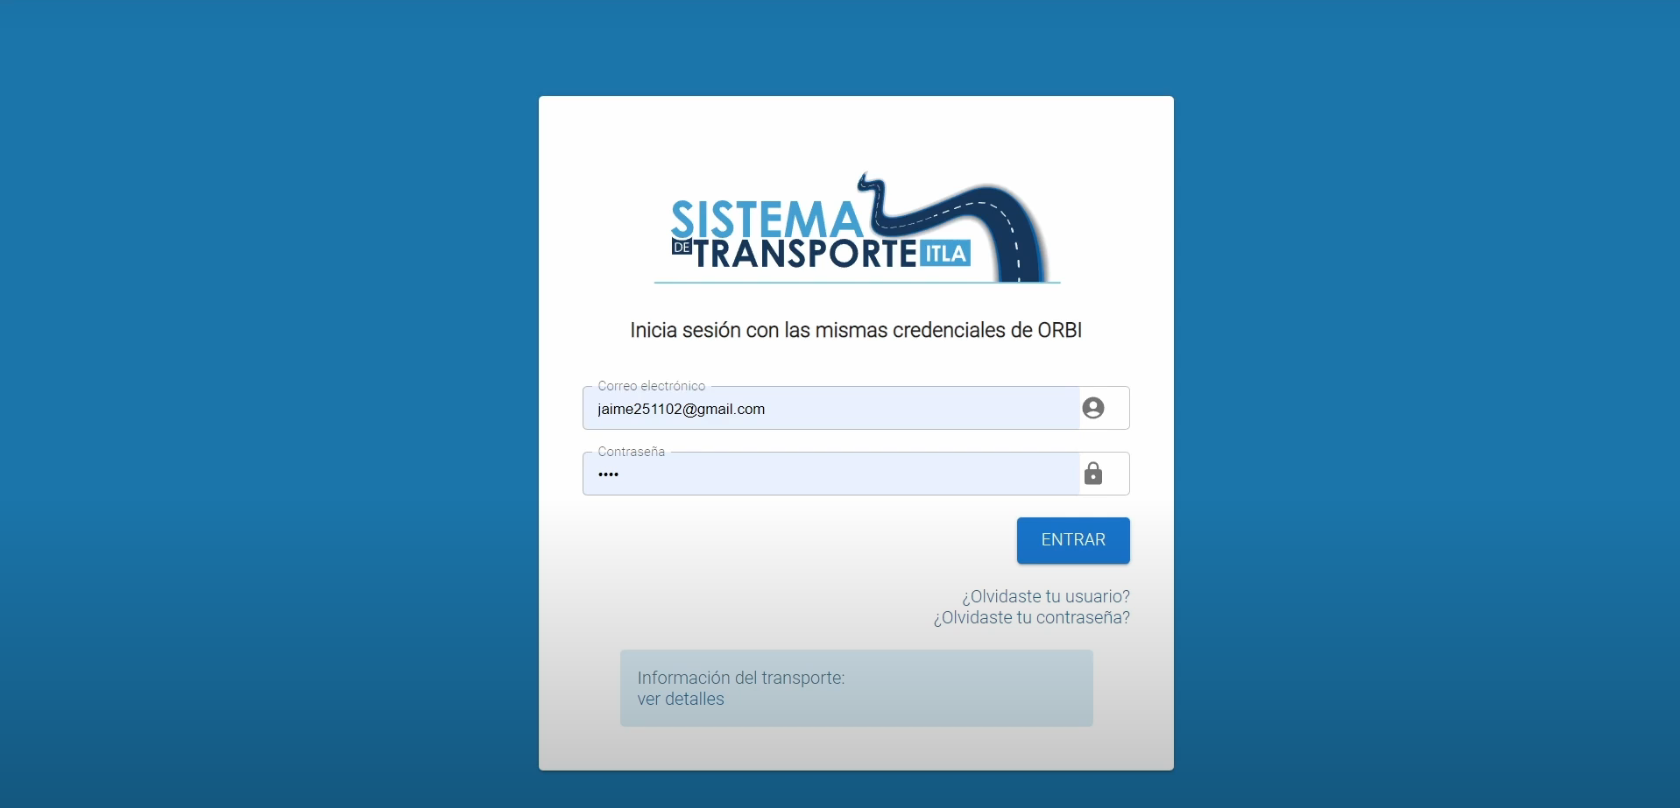 SISTEMA
DE TRANSPORTE ITLA
Inicia sesión con las mismas credenciales de ORBI
Correo electrónico
jaime251102@gmail.com
Contraseña
••••
ENTRAR
¿Olvidaste tu usuario?
¿Olvidaste tu contraseña?
Información del transporte:
ver detalles